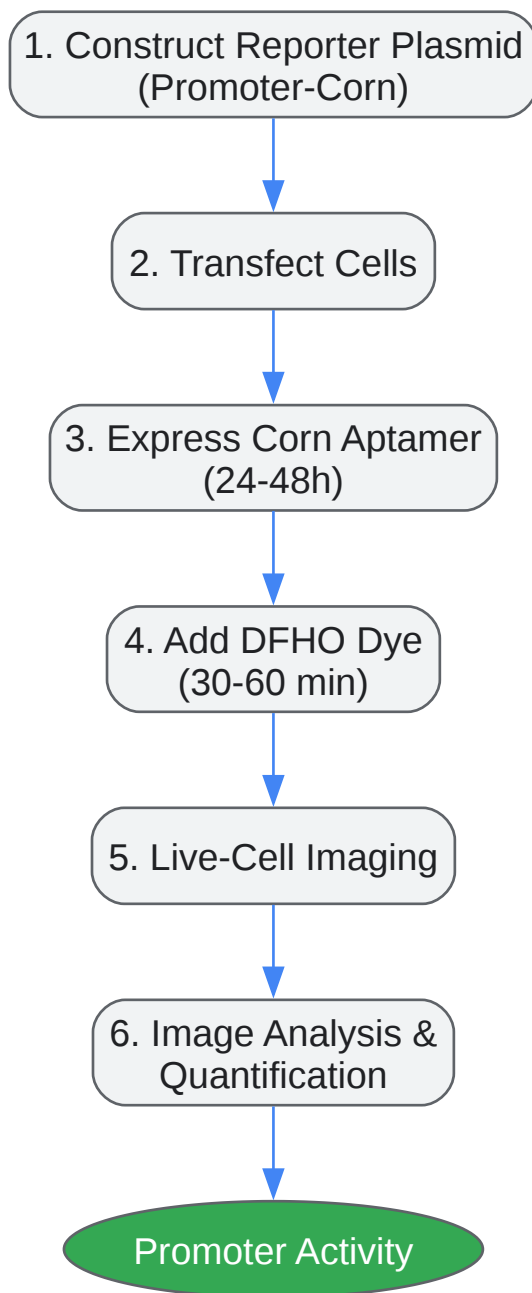 1. Construct Reporter Plasmid
(Promoter-Corn)
2. Transfect Cells
3. Express Corn Aptamer
(24-48h)
4. Add DFHO Dye
(30-60 min)
5. Live-Cell Imaging
6. Image Analysis &
Quantification
Promoter Activity